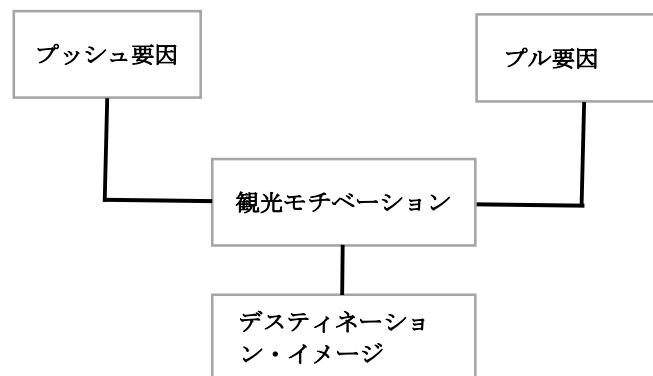 プッシュ要因
プル要因
観光モチベーション
デスティネーショ
ン・イメージ